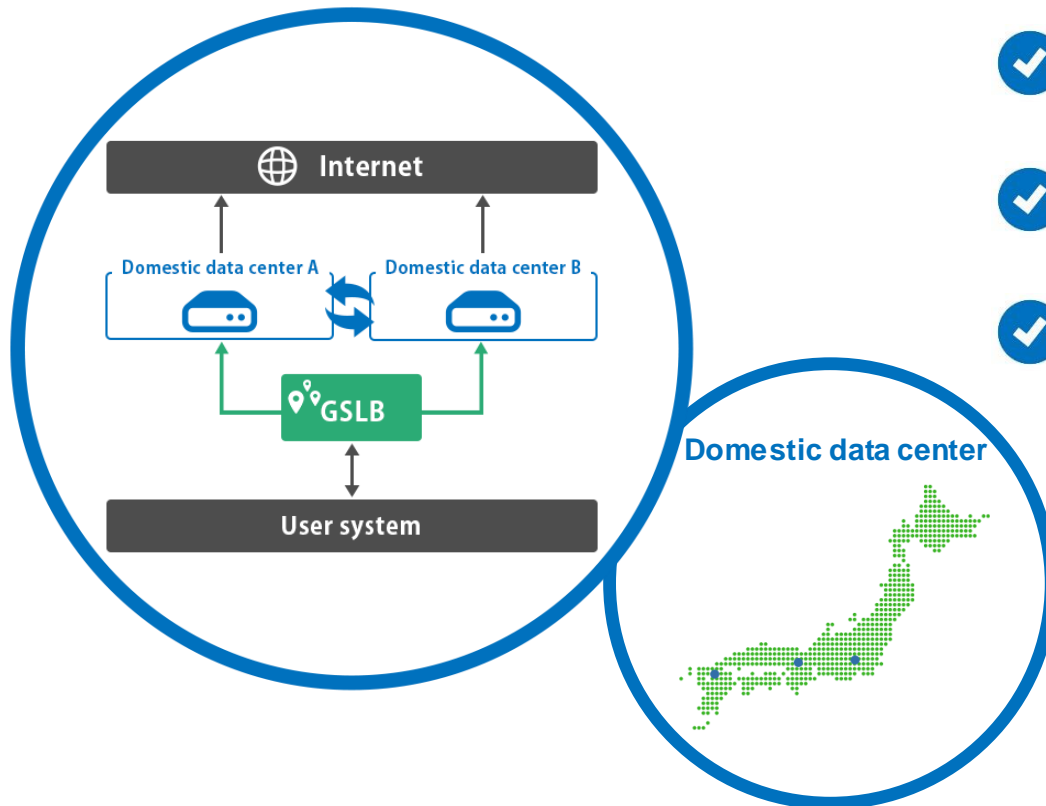 Internet
Domestic data center A
Domestic data center B
GSLB
User system
Domestic data center